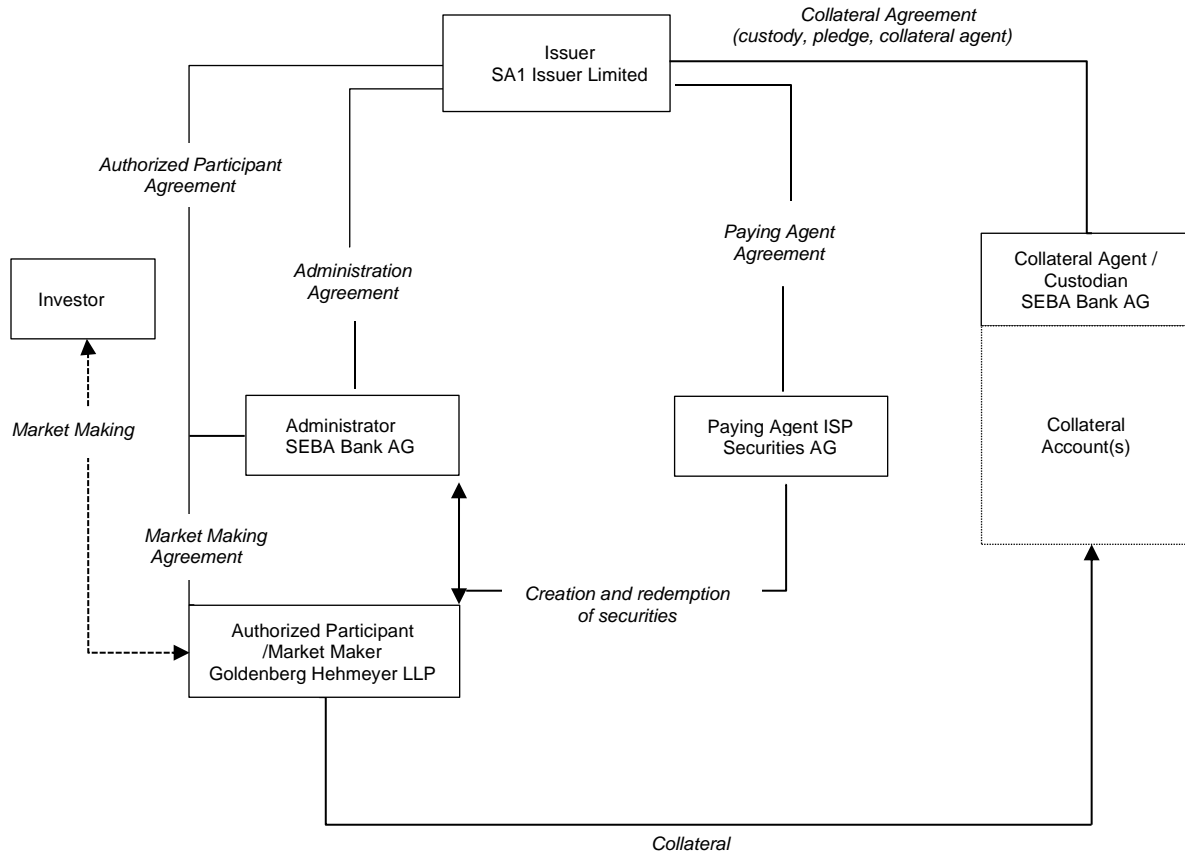 Collateral Agreement
(custody, pledge, collateral agent)
Issuer
SA1 Issuer Limited
Authorized Participant
Agreement
Paying Agent
Agreement
Administration
Agreement
Collateral Agent /
Custodian
SEBA Bank AG
Investor
Market Making
Administrator
SEBA Bank AG
Paying Agent ISP
Securities AG
Collateral
Account(s)
Market Making
Agreement
Creation and redemption
of securities
Authorized Participant
/Market Maker
Goldenberg Hehmeyer LLP
Collateral